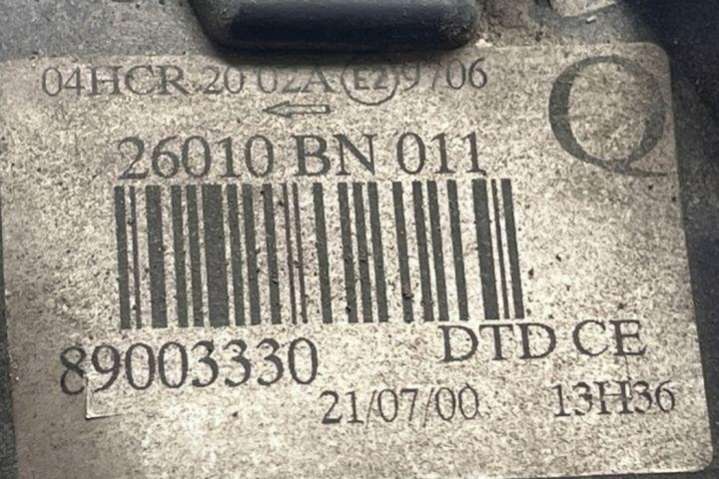 04HCR 20 02A E2 9706
Q
26010 BN 011
89003330
DTD CE
21/07/00 13H36